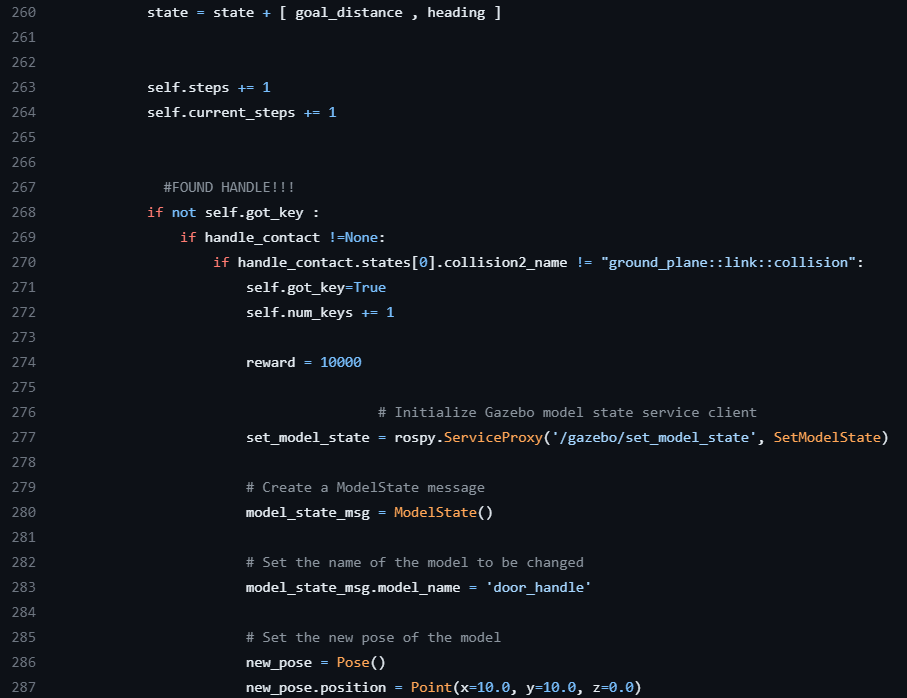 260 state = state + [ goal_distance , heading ]
261
262
263 self.steps += 1
264 self.current_steps += 1
265
266
267 #FOUND HANDLE!!!
268 if not self.got_key :
269 if handle_contact !=None:
270 if handle_contact.states[0].collision2_name != "ground_plane::link::collision":
271 self.got_key=True
272 self.num_keys += 1
273
274 reward = 10000
275
276 # Initialize Gazebo model state service client
277 set_model_state = rospy.ServiceProxy('/gazebo/set_model_state', SetModelState)
278
279 # Create a ModelState message
280 model_state_msg = ModelState()
281
282 # Set the name of the model to be changed
283 model_state_msg.model_name = 'door_handle'
284
285 # Set the new pose of the model
286 new_pose = Pose()
287 new_pose.position = Point(x=10.0, y=10.0, z=0.0)